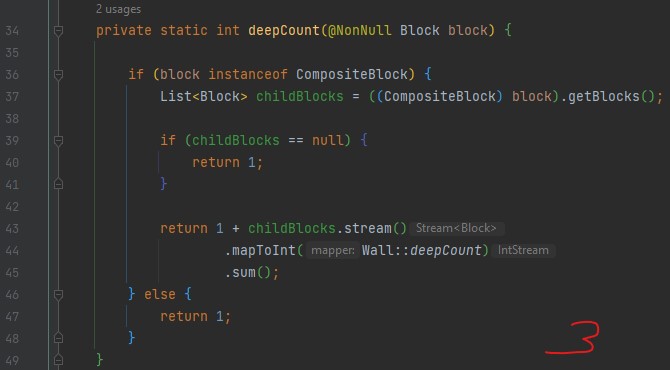 2 usages
34 private static int deepCount(@NonNull Block block) {
35
36 if (block instanceof CompositeBlock) {
37 List<Block> childBlocks = ((CompositeBlock) block).getBlocks();
38
39 if (childBlocks == null) {
40 return 1;
41 }
42
43 return 1 + childBlocks.stream() Stream<Block>
44 .mapToInt( mapper: Wall::deepCount) IntStream
45 .sum();
46 } else {
47 return 1;
48 }
49 }
3